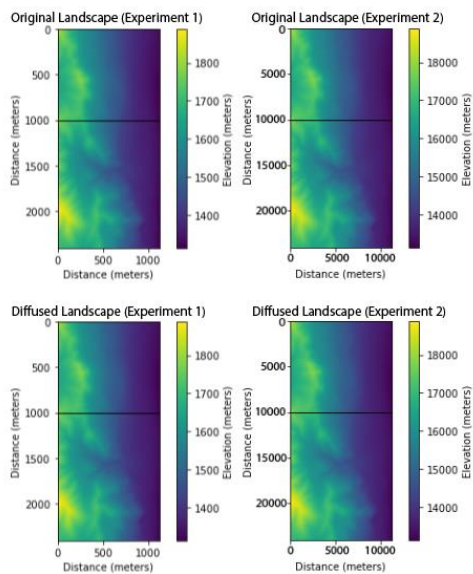 Original Landscape (Experiment 1)
0
500
1000
1500
2000
Distance (meters)
0 500 1000
Distance (meters)
1800
1700
1600
1500
1400
Elevation (meters)
Original Landscape (Experiment 2)
0
5000
10000
15000
20000
Distance (meters)
0 5000 10000
Distance (meters)
18000
17000
16000
15000
14000
Elevation (meters)
Diffused Landscape (Experiment 1)
0
500
1000
1500
2000
Distance (meters)
0 500 1000
Distance (meters)
1800
1700
1600
1500
1400
Elevation (meters)
Diffused Landscape (Experiment 2)
0
5000
10000
15000
20000
Distance (meters)
0 5000 10000
Distance (meters)
18000
17000
16000
15000
14000
Elevation (meters)